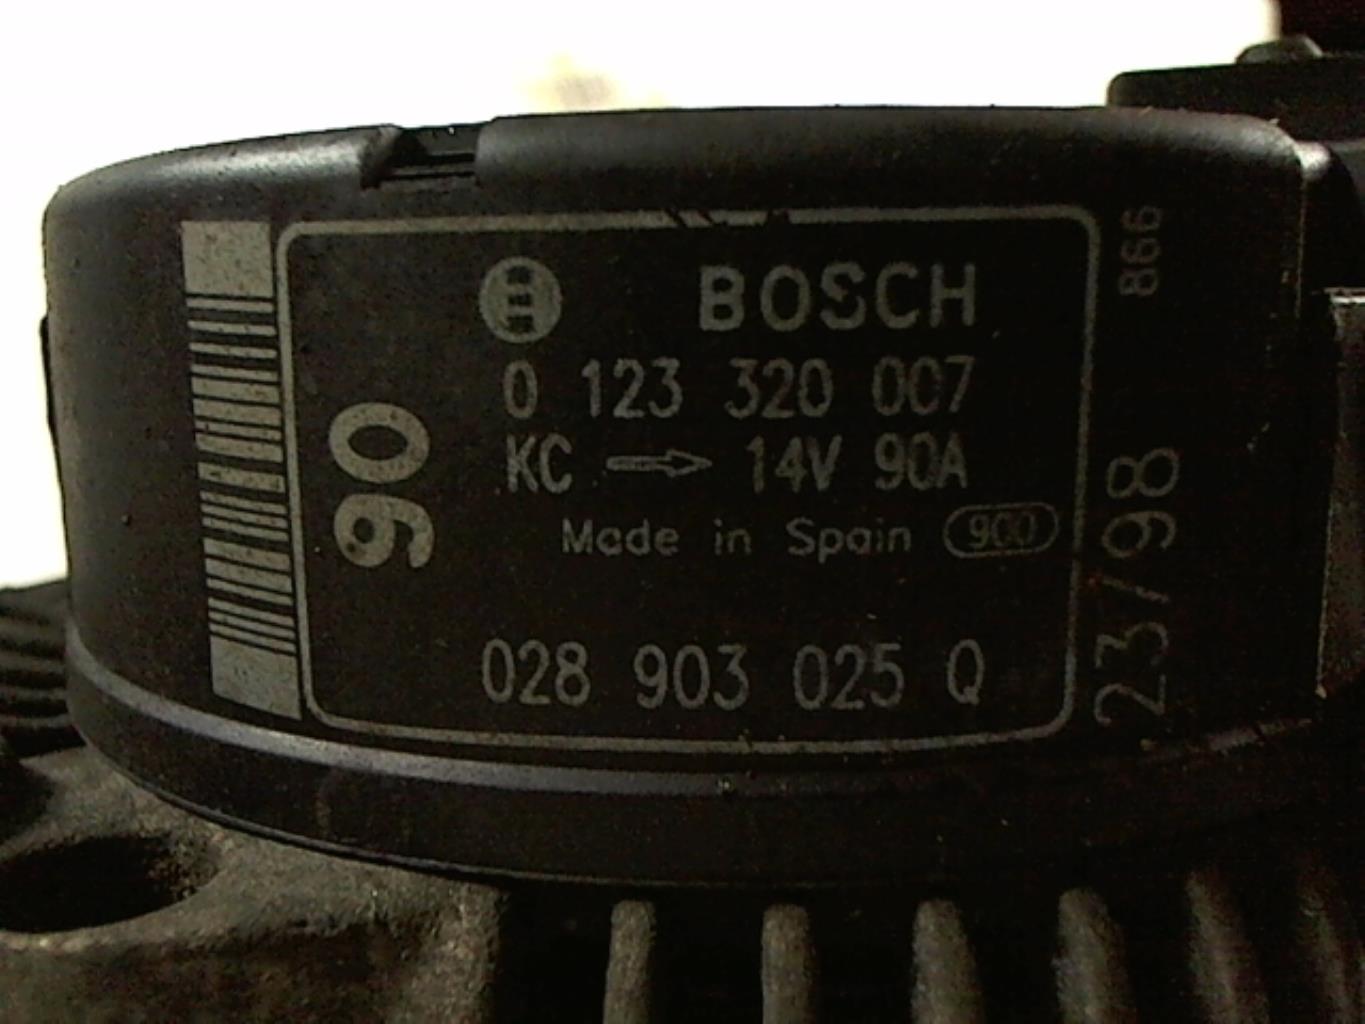 BOSCH
0 123 320 007
KC → 14V 90A
Made in Spain 900
028 903 025 Q
90
866
23/98